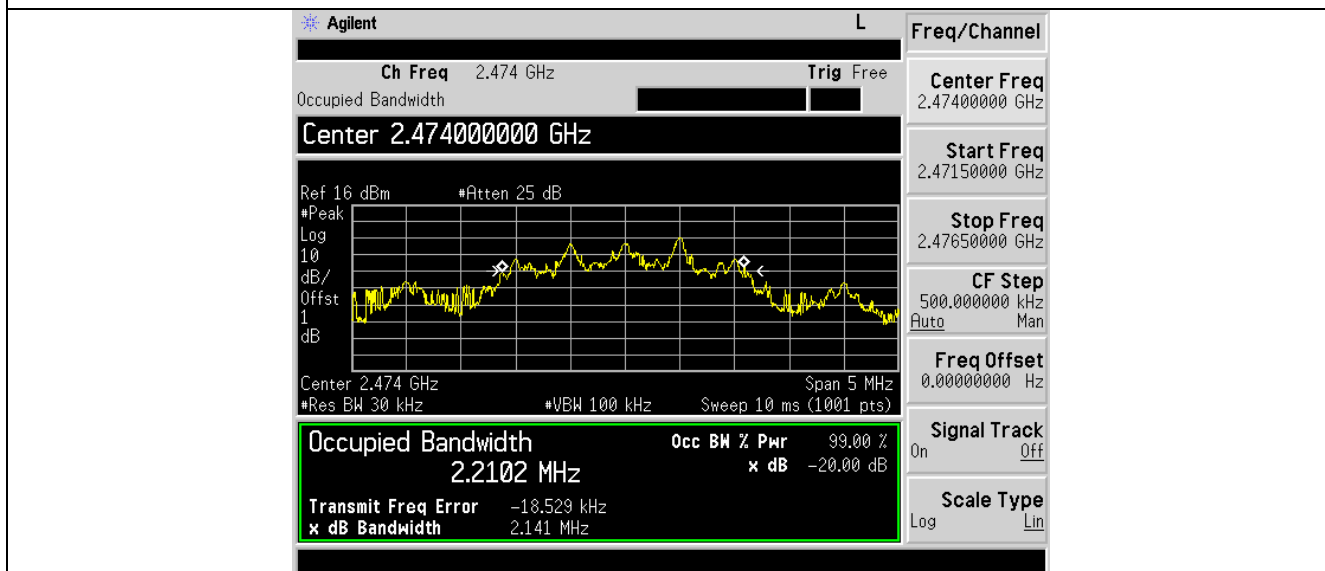 Agilent
L
Ch Freq 2.474 GHz
Trig Free
Occupied Bandwidth
Center 2.474000000 GHz
Ref 16 dBm
#Atten 25 dB
#Peak
Log
10
dB/
Offst
1
dB
Center 2.474 GHz
Span 5 MHz
#Res BW 30 kHz
#VBW 100 kHz
Sweep 10 ms (1001 pts)
Occupied Bandwidth
2.2102 MHz
Occ BW % Pwr 99.00 %
x dB -20.00 dB
Transmit Freq Error -18.529 kHz
x dB Bandwidth 2.141 MHz
Freq/Channel
Center Freq
2.47400000 GHz
Start Freq
2.47150000 GHz
Stop Freq
2.47650000 GHz
CF Step
500.000000 kHz
Auto Man
Freq Offset
0.00000000 Hz
Signal Track
On Off
Scale Type
Log Lin